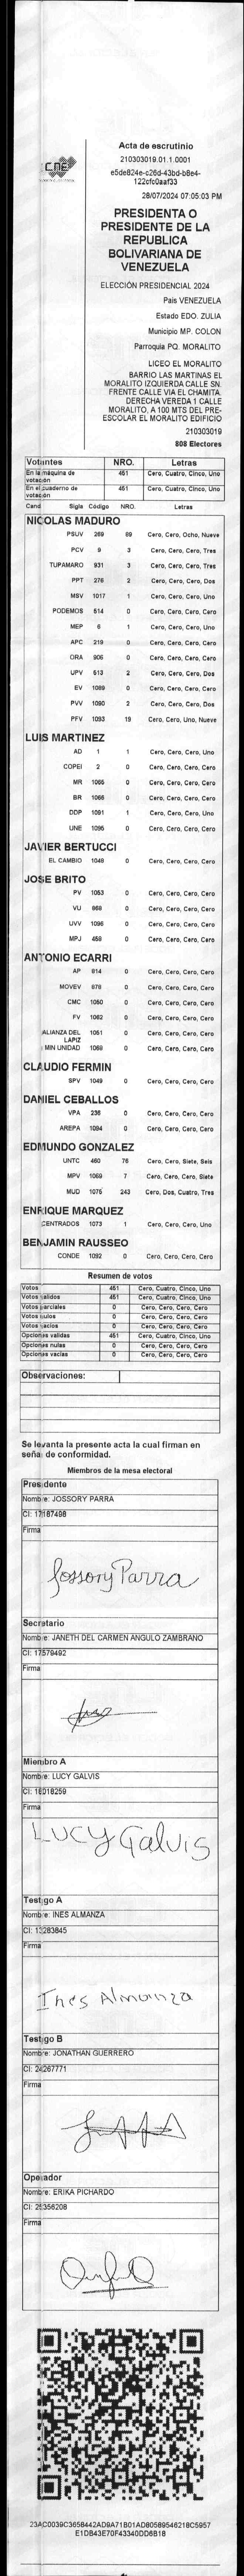 CNE
Acta de escrutinio
210303019.01.1.0001
e5de824e-c26d-43bd-b8e4-
122cfc0aaf33
28/07/2024 07:05:03 PM
PRESIDENTA O
PRESIDENTE DE LA
REPUBLICA
BOLIVARIANA DE
VENEZUELA
ELECCIÓN PRESIDENCIAL 2024
País VENEZUELA
Estado EDO. ZULIA
Municipio MP. COLON
Parroquia PQ. MORALITO
LICEO EL MORALITO
BARRIO LAS MARTINAS EL
MORALITO IZQUIERDA CALLE SN.
FRENTE CALLE VIA EL CHAMITA.
DERECHA VEREDA 1 CALLE
MORALITO, A 100 MTS DEL PRE-
ESCOLAR EL MORALITO EDIFICIO
210303019
808 Electores
Votantes NRO. Letras
En la máquina de votación 451 Cero, Cuatro, Cinco, Uno
En el cuaderno de votación 451 Cero, Cuatro, Cinco, Uno
Cand Sigla Código NRO. Letras
NICOLAS MADURO
PSUV 269 89 Cero, Cero, Ocho, Nueve
PCV 9 3 Cero, Cero, Cero, Tres
TUPAMARO 931 3 Cero, Cero, Cero, Tres
PPT 276 2 Cero, Cero, Cero, Dos
MSV 1017 1 Cero, Cero, Cero, Uno
PODEMOS 514 0 Cero, Cero, Cero, Cero
MEP 6 1 Cero, Cero, Cero, Uno
APC 219 0 Cero, Cero, Cero, Cero
ORA 906 0 Cero, Cero, Cero, Cero
UPV 613 2 Cero, Cero, Cero, Dos
EV 1089 0 Cero, Cero, Cero, Cero
PVV 1090 2 Cero, Cero, Cero, Dos
PFV 1093 19 Cero, Cero, Uno, Nueve
LUIS MARTINEZ
AD 1 1 Cero, Cero, Cero, Uno
COPEI 2 0 Cero, Cero, Cero, Cero
MR 1065 0 Cero, Cero, Cero, Cero
BR 1066 0 Cero, Cero, Cero, Cero
DDP 1091 1 Cero, Cero, Cero, Uno
UNE 1095 0 Cero, Cero, Cero, Cero
JAVIER BERTUCCI
EL CAMBIO 1048 0 Cero, Cero, Cero, Cero
JOSE BRITO
PV 1053 0 Cero, Cero, Cero, Cero
VU 969 0 Cero, Cero, Cero, Cero
UVV 1096 0 Cero, Cero, Cero, Cero
MPJ 459 0 Cero, Cero, Cero, Cero
ANTONIO ECARRI
AP 814 0 Cero, Cero, Cero, Cero
MOVEV 878 0 Cero, Cero, Cero, Cero
CMC 1050 0 Cero, Cero, Cero, Cero
FV 1062 0 Cero, Cero, Cero, Cero
ALIANZA DEL LAPIZ 1051 0 Cero, Cero, Cero, Cero
MIN UNIDAD 1068 0 Cero, Cero, Cero, Cero
CLAUDIO FERMIN
SPV 1049 0 Cero, Cero, Cero, Cero
DANIEL CEBALLOS
VPA 236 0 Cero, Cero, Cero, Cero
AREPA 1094 0 Cero, Cero, Cero, Cero
EDMUNDO GONZALEZ
UNTC 460 76 Cero, Cero, Siete, Seis
MPV 1069 7 Cero, Cero, Cero, Siete
MUD 1075 243 Cero, Dos, Cuatro, Tres
ENRIQUE MARQUEZ
CENTRADOS 1073 1 Cero, Cero, Cero, Uno
BENJAMIN RAUSSEO
CONDE 1092 0 Cero, Cero, Cero, Cero
Resumen de votos
Votos 451 Cero, Cuatro, Cinco, Uno
Votos validos 451 Cero, Cuatro, Cinco, Uno
Votos parciales 0 Cero, Cero, Cero, Cero
Votos nulos 0 Cero, Cero, Cero, Cero
Votos vacios 0 Cero, Cero, Cero, Cero
Opciones validas 451 Cero, Cuatro, Cinco, Uno
Opciones nulas 0 Cero, Cero, Cero, Cero
Opciones vacias 0 Cero, Cero, Cero, Cero
Observaciones:
Se levanta la presente acta la cual firman en
señal de conformidad.
Miembros de la mesa electoral
Presidente
Nombre: JOSSORY PARRA
CI: 17187498
Firma
Jossory Parra
Secretario
Nombre: JANETH DEL CARMEN ANGULO ZAMBRANO
CI: 17579492
Firma
Miembro A
Nombre: LUCY GALVIS
CI: 18018259
Firma
Lucy Galvis
Testigo A
Nombre: INES ALMANZA
CI: 13283845
Firma
Ines Almanza
Testigo B
Nombre: JONATHAN GUERRERO
CI: 24267771
Firma
Operador
Nombre: ERIKA PICHARDO
CI: 25356208
Firma
23AC0039C3658442AD9A71B01AD80589546218C5957
E1DB43E70F43340DD6B18